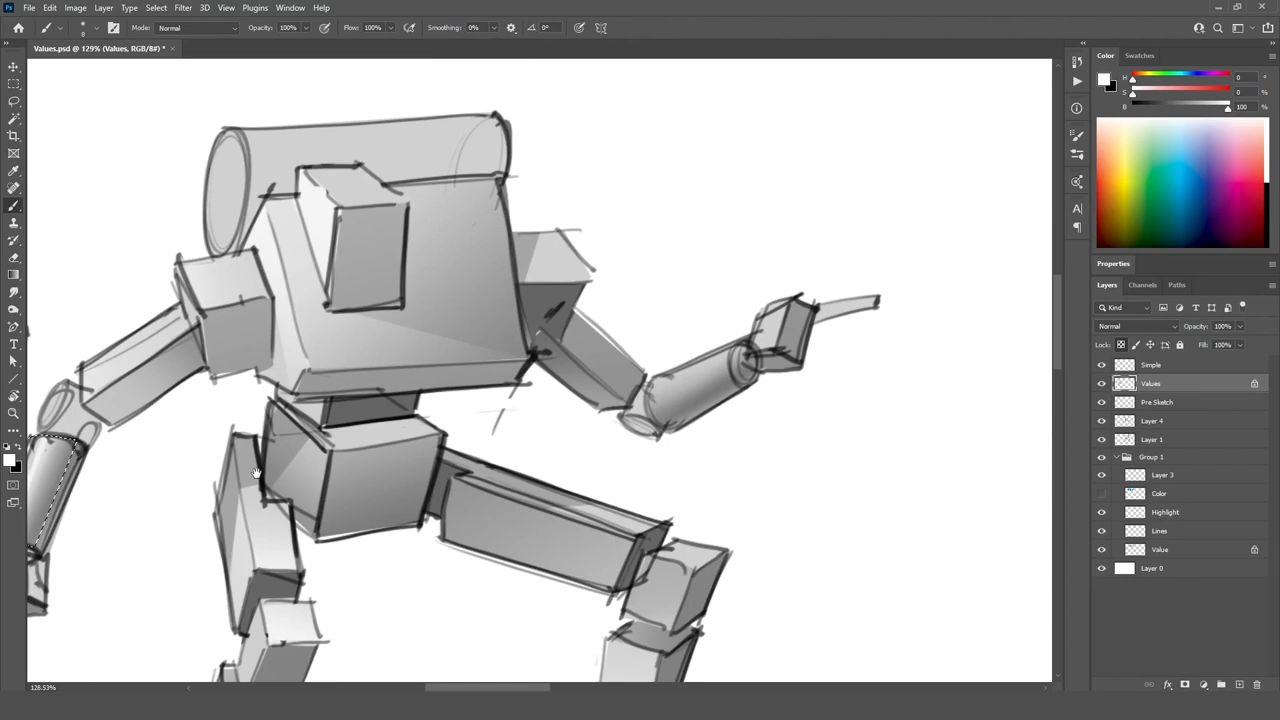 Ps File Edit Image Layer Type Select Filter 3D View Plugins Window Help
8 Mode: Normal Opacity: 100% Flow: 100% Smoothing: 0% 0°
Values.psd @ 129% (Values, RGB/8#) * ×
Color Swatches
H 0 °
S 0 %
B 100 %
Properties
Layers Channels Paths
Kind
Normal Opacity: 100%
Lock: Fill: 100%
Simple
Values
Pre Sketch
Layer 4
Layer 1
Group 1
Layer 3
Color
Highlight
Lines
Value
Layer 0
128.53%